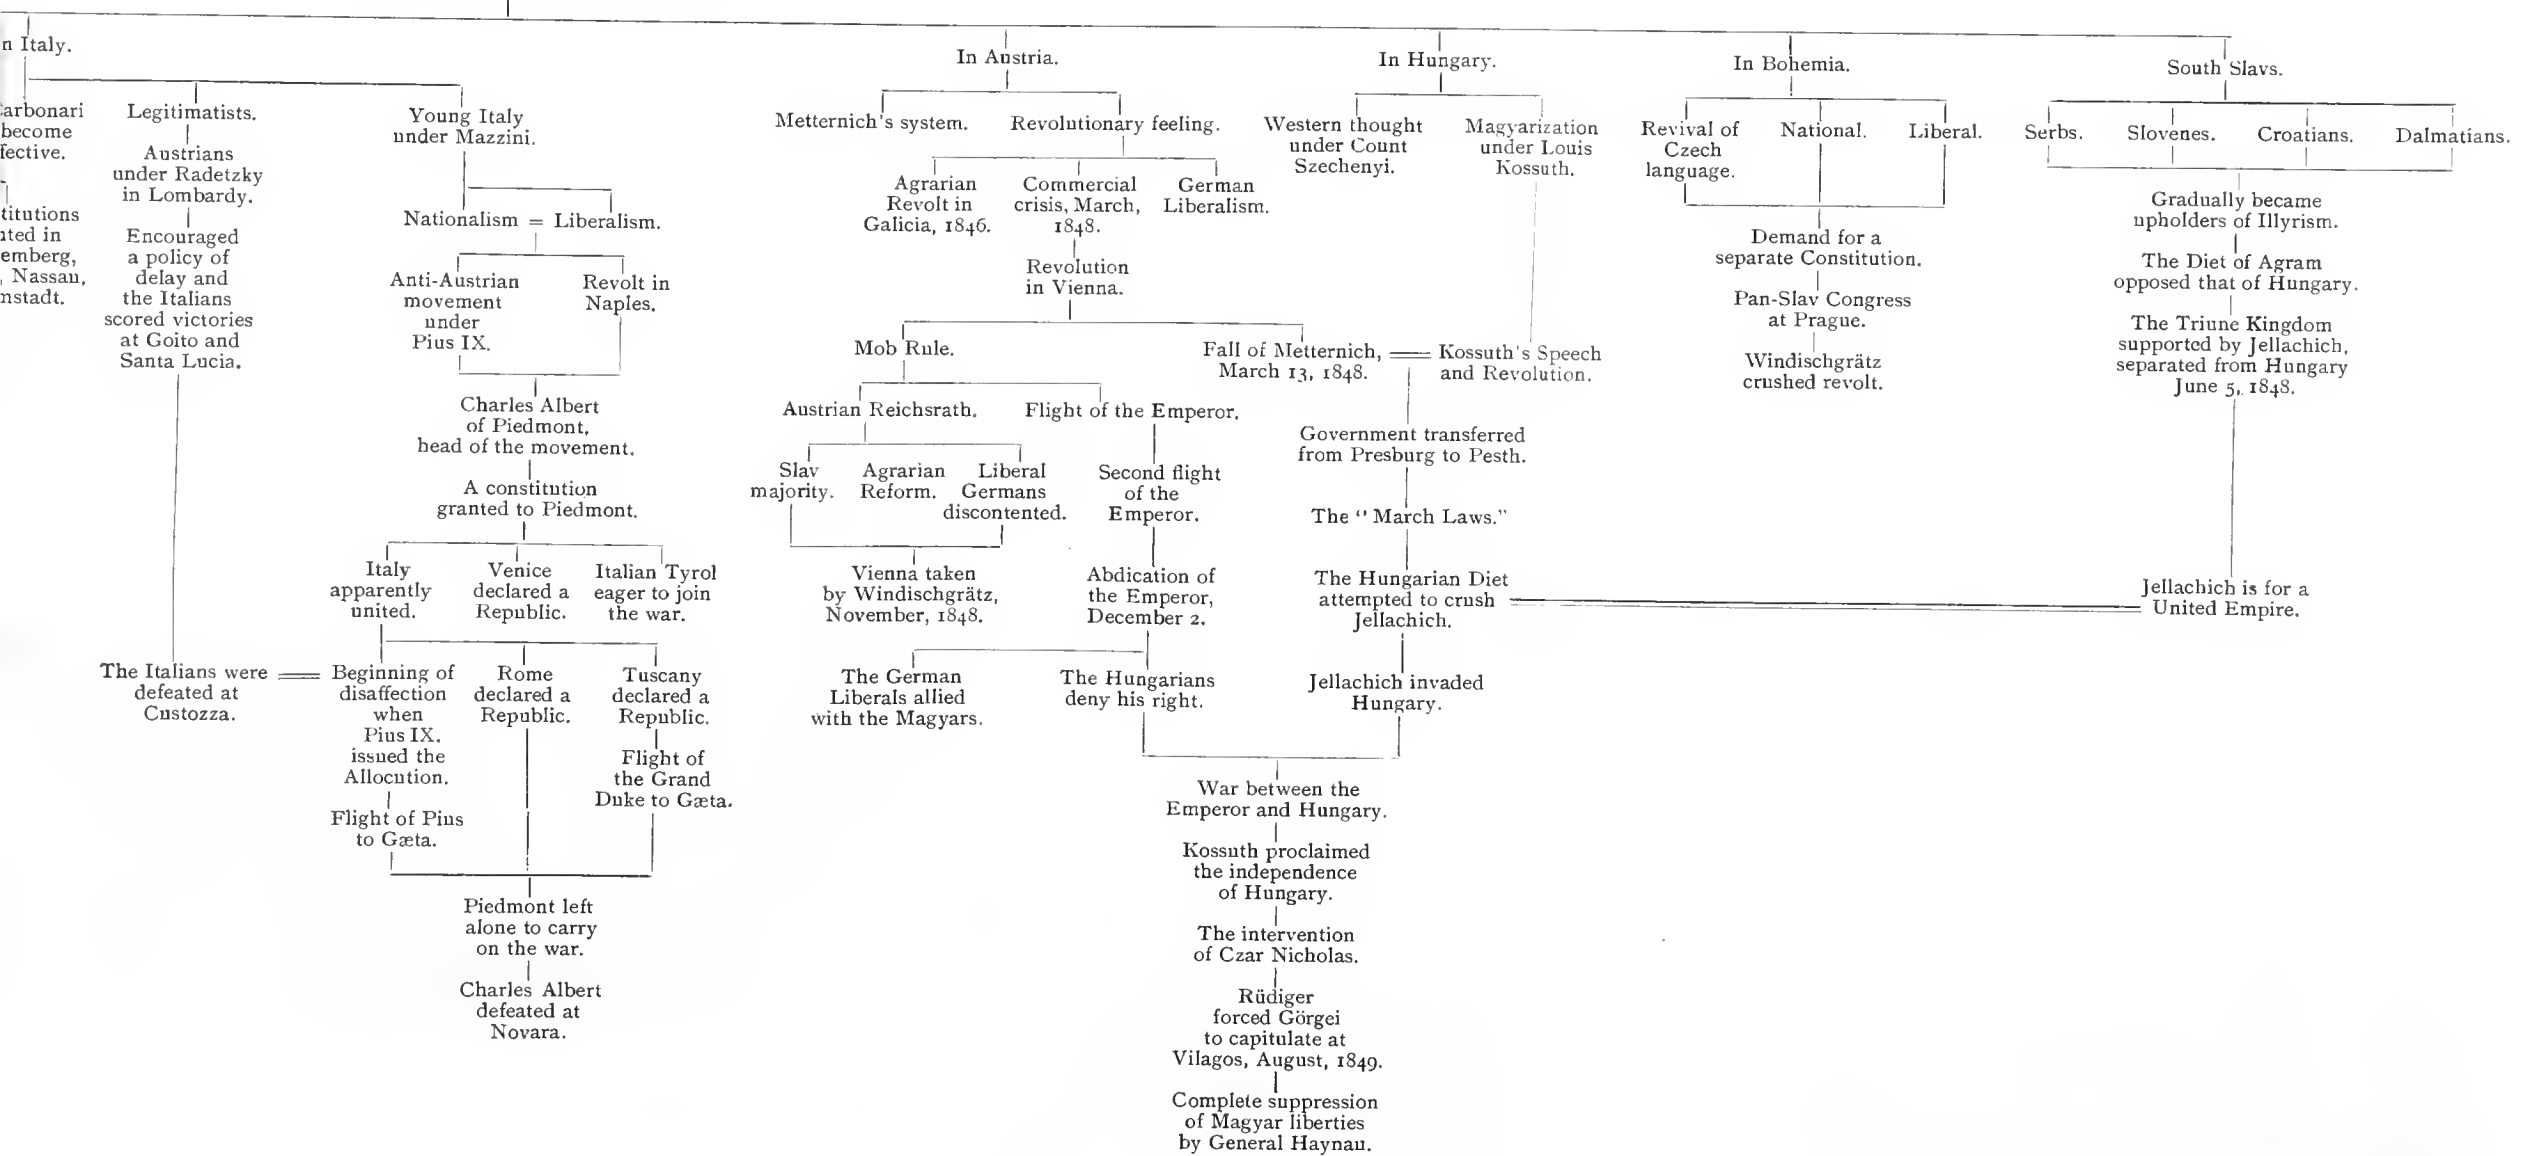 n Italy.
arbonari
become
fective.
titutions
ted in
emberg,
, Nassau,
nstadt.
Legitimatists.
Austrians
under Radetzky
in Lombardy.
Encouraged
a policy of
delay and
the Italians
scored victories
at Goito and
Santa Lucia.
The Italians were
defeated at
Custozza.
Young Italy
under Mazzini.
Nationalism = Liberalism.
Anti-Austrian
movement
under
Pius IX.
Revolt in
Naples.
Charles Albert
of Piedmont,
head of the movement.
A constitution
granted to Piedmont.
Italy
apparently
united.
Venice
declared a
Republic.
Italian Tyrol
eager to join
the war.
Beginning of
disaffection
when
Pius IX.
issued the
Allocution.
Flight of Pius
to Gæta.
Rome
declared a
Republic.
Tuscany
declared a
Republic.
Flight of
the Grand
Duke to Gæta.
Piedmont left
alone to carry
on the war.
Charles Albert
defeated at
Novara.
In Austria.
Metternich's system.
Revolutionary feeling.
Agrarian
Revolt in
Galicia, 1846.
Commercial
crisis, March,
1848.
German
Liberalism.
Revolution
in Vienna.
Mob Rule.
Fall of Metternich,
March 13, 1848.
Austrian Reichsrath.
Flight of the Emperor.
Slav
majority.
Agrarian
Reform.
Liberal
Germans
discontented.
Second flight
of the
Emperor.
Vienna taken
by Windischgrätz,
November, 1848.
Abdication of
the Emperor,
December 2.
The German
Liberals allied
with the Magyars.
The Hungarians
deny his right.
In Hungary.
Western thought
under Count
Szechenyi.
Magyarization
under Louis
Kossuth.
Kossuth's Speech
and Revolution.
Government transferred
from Presburg to Pesth.
The "March Laws."
The Hungarian Diet
attempted to crush
Jellachich.
Jellachich invaded
Hungary.
War between the
Emperor and Hungary.
Kossuth proclaimed
the independence
of Hungary.
The intervention
of Czar Nicholas.
Rüdiger
forced Görgei
to capitulate at
Vilagos, August, 1849.
Complete suppression
of Magyar liberties
by General Haynau.
In Bohemia.
Revival of
Czech
language.
National.
Liberal.
Demand for a
separate Constitution.
Pan-Slav Congress
at Prague.
Windischgrätz
crushed revolt.
South Slavs.
Serbs.
Slovenes.
Croatians.
Dalmatians.
Gradually became
upholders of Illyrism.
The Diet of Agram
opposed that of Hungary.
The Triune Kingdom
supported by Jellachich,
separated from Hungary
June 5, 1848.
Jellachich is for a
United Empire.